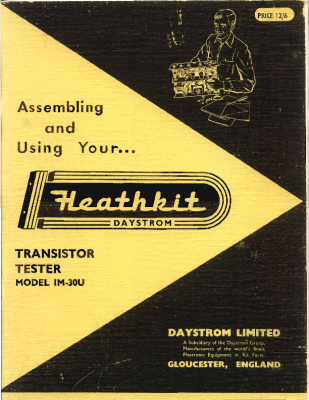 PRICE 12/6
Assembling
and
Using Your...
Heathkit
DAYSTROM
TRANSISTOR
TESTER
MODEL IM-30U
DAYSTROM LIMITED
A Subsidiary of the Daystrom Group,
Manufacturers of the world's finest
Electronic Equipment in Kit Form.
GLOUCESTER, ENGLAND